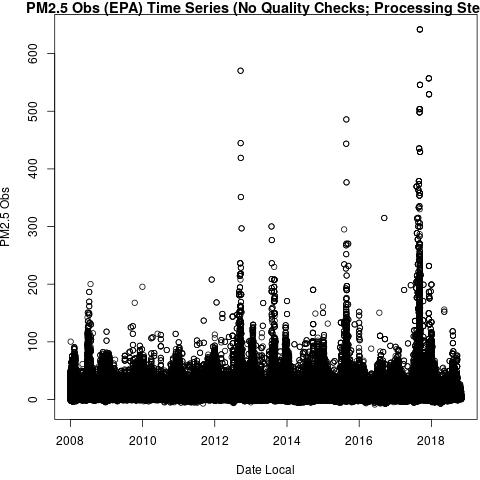 PM2.5 Obs (EPA) Time Series (No Quality Checks; Processing Ste
PM2.5 Obs
600
500
400
300
200
100
0
2008 2010 2012 2014 2016 2018
Date Local